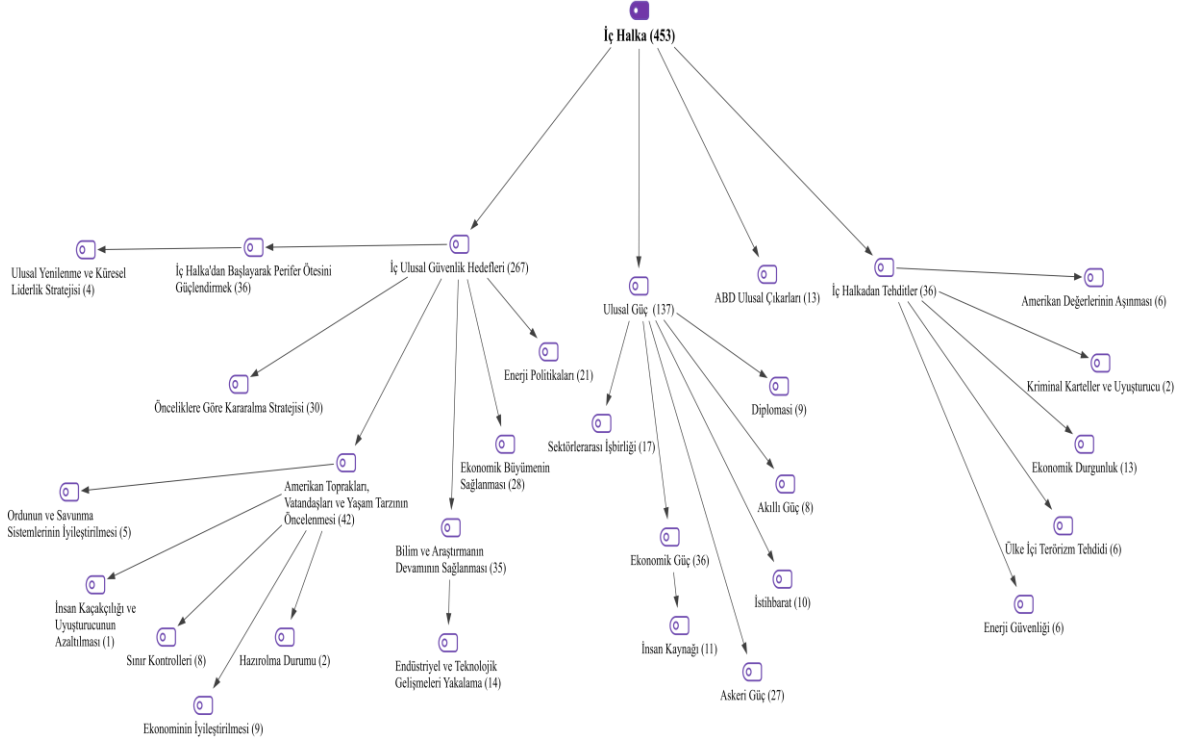 İç Halka (453)
Ulusal Yenilenme ve Küresel
Liderlik Stratejisi (4)
İç Halka'dan Başlayarak Perifer Ötesini
Güçlendirmek (36)
İç Ulusal Güvenlik Hedefleri (267)
Ulusal Güç (137)
ABD Ulusal Çıkarları (13)
İç Halkadan Tehditler (36)
Amerikan Değerlerinin Aşınması (6)
Önceliklere Göre Kararalma Stratejisi (30)
Enerji Politikaları (21)
Diplomasi (9)
Kriminal Karteller ve Uyuşturucu (2)
Sektörlerarası İşbirliği (17)
Ekonomik Büyümenin
Sağlanması (28)
Ekonomik Durgunluk (13)
Amerikan Toprakları,
Vatandaşları ve Yaşam Tarzının
Öncelenmesi (42)
Akıllı Güç (8)
Ordunun ve Savunma
Sistemlerinin İyileştirilmesi (5)
Bilim ve Araştırmanın
Devamının Sağlanması (35)
Ekonomik Güç (36)
Ülke İçi Terörizm Tehdidi (6)
İnsan Kaçakçılığı ve
Uyuşturucunun
Azaltılması (1)
İstihbarat (10)
Enerji Güvenliği (6)
Sınır Kontrolleri (8)
Hazırolma Durumu (2)
Endüstriyel ve Teknolojik
Gelişmeleri Yakalama (14)
İnsan Kaynağı (11)
Askeri Güç (27)
Ekonominin İyileştirilmesi (9)